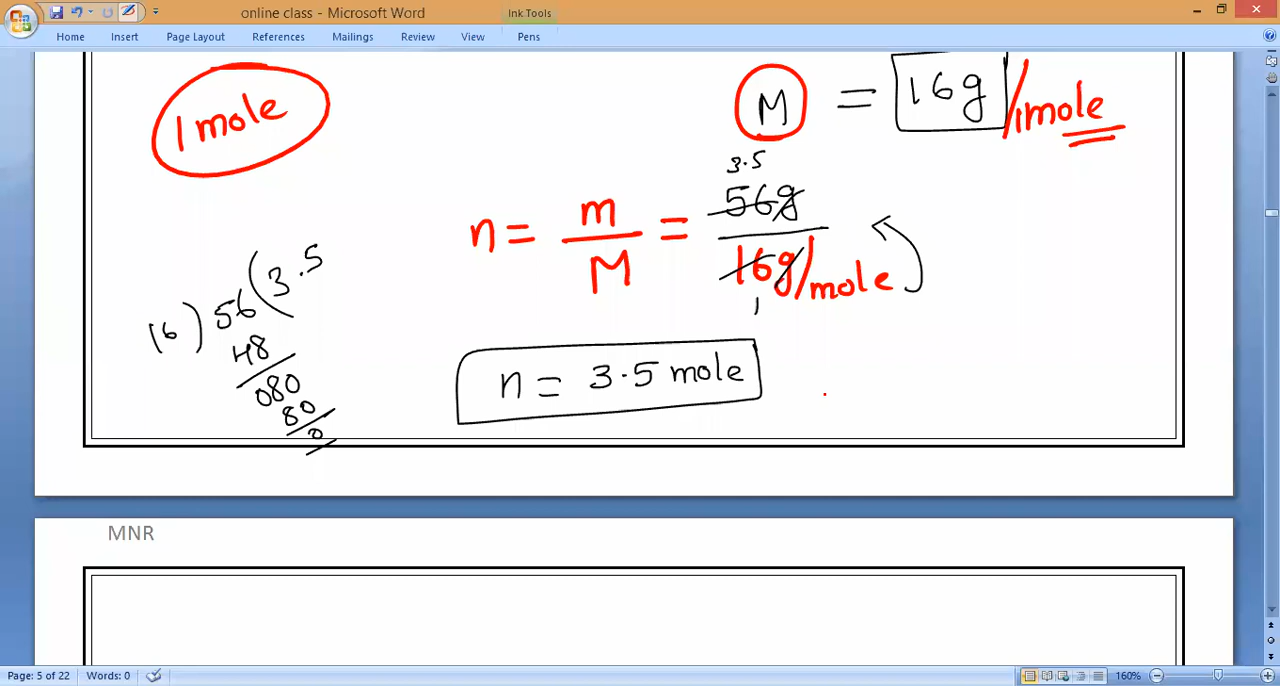 online class - Microsoft Word
Ink Tools
Home Insert Page Layout References Mailings Review View Pens
1 mole
M = 16g/1mole
3.5
n = m/M = 56g/16g/mole
1
16) 56 (3.5
48
080
80
0
n = 3.5 mole
MNR
Page: 5 of 22 Words: 0 160%